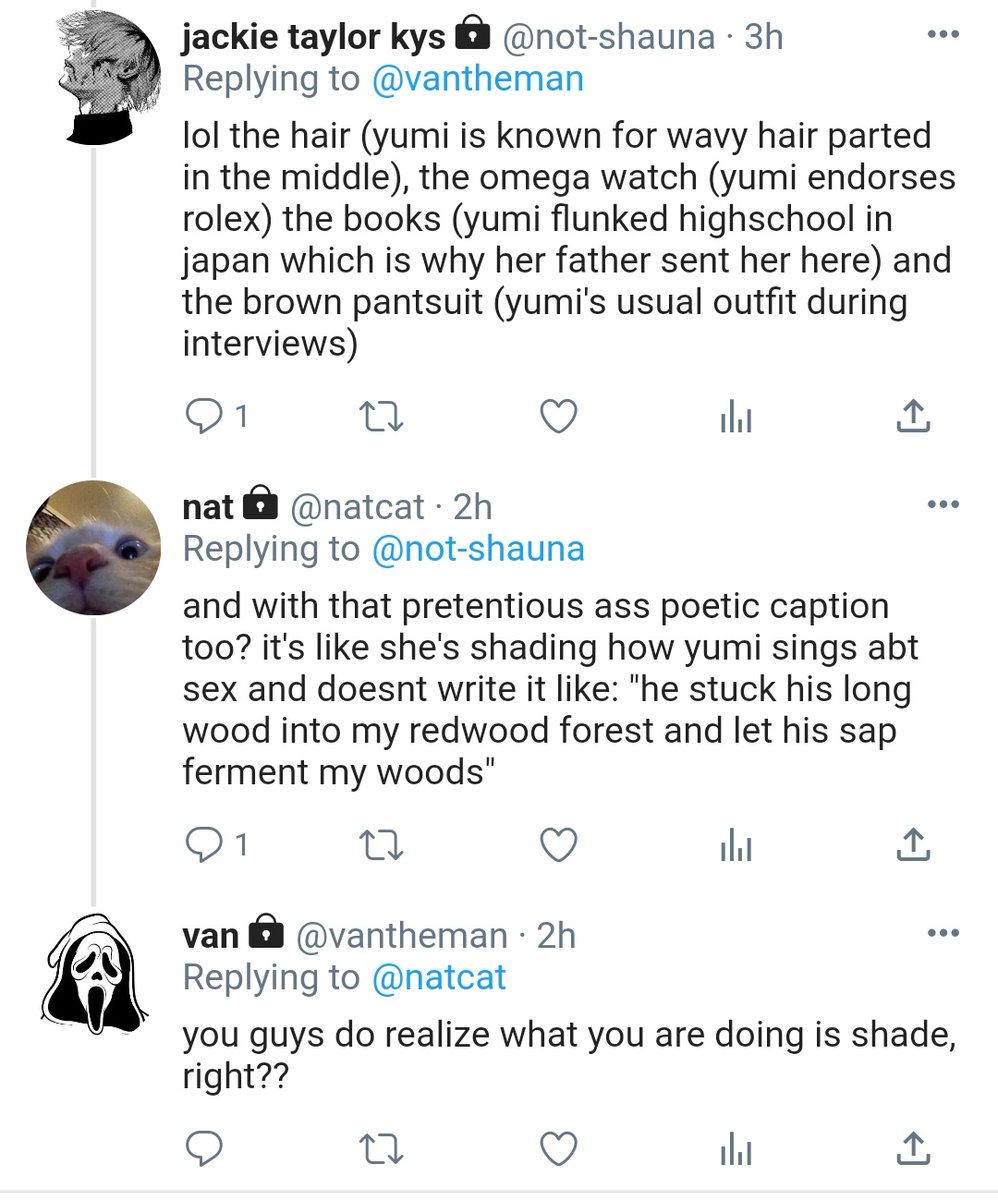 jackie taylor kys 🔒 @not-shauna · 3h
Replying to @vantheman
lol the hair (yumi is known for wavy hair parted
in the middle), the omega watch (yumi endorses
rolex) the books (yumi flunked highschool in
japan which is why her father sent her here) and
the brown pantsuit (yumi's usual outfit during
interviews)
1
nat 🔒 @natcat · 2h
Replying to @not-shauna
and with that pretentious ass poetic caption
too? it's like she's shading how yumi sings abt
sex and doesnt write it like: "he stuck his long
wood into my redwood forest and let his sap
ferment my woods"
1
van 🔒 @vantheman · 2h
Replying to @natcat
you guys do realize what you are doing is shade,
right??